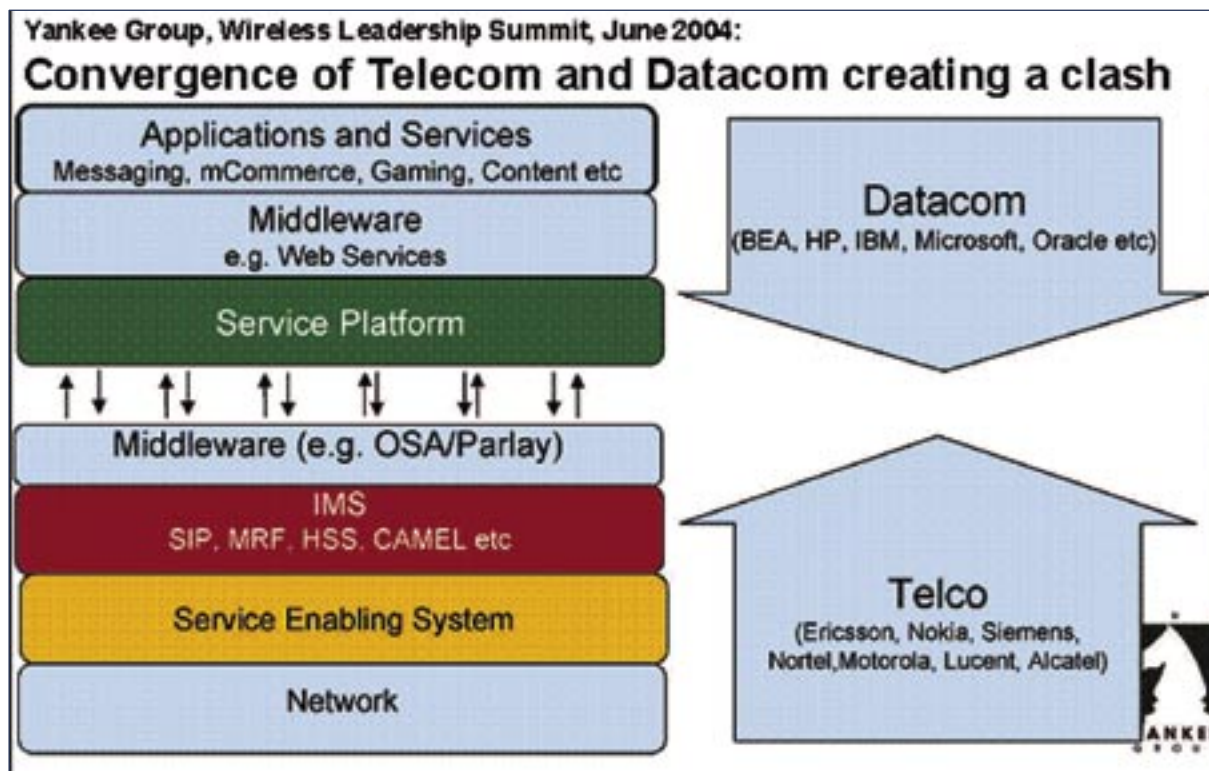 Yankee Group, Wireless Leadership Summit, June 2004:
Convergence of Telecom and Datacom creating a clash
Applications and Services
Messaging, mCommerce, Gaming, Content etc
Middleware
e.g. Web Services
Service Platform
Middleware (e.g. OSA/Parlay)
IMS
SIP, MRF, HSS, CAMEL etc
Service Enabling System
Network
Datacom
(BEA, HP, IBM, Microsoft, Oracle etc)
Telco
(Ericsson, Nokia, Siemens,
Nortel,Motorola, Lucent, Alcatel)
ANKE
GROU